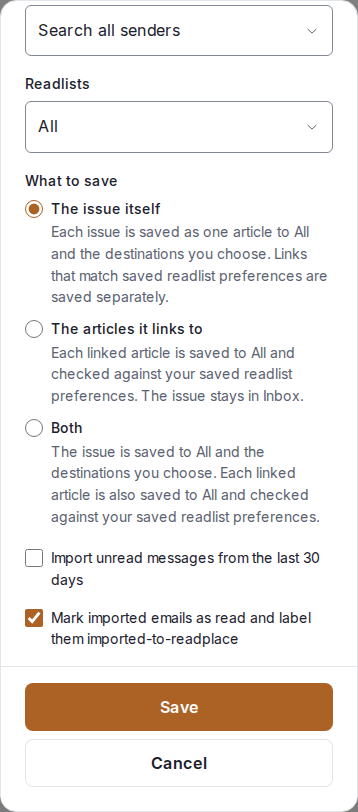 Search all senders
Readlists
All
What to save
The issue itself
Each issue is saved as one article to All
and the destinations you choose. Links
that match saved readlist preferences are
saved separately.
The articles it links to
Each linked article is saved to All and
checked against your saved readlist
preferences. The issue stays in Inbox.
Both
The issue is saved to All and the
destinations you choose. Each linked
article is also saved to All and checked
against your saved readlist preferences.
Import unread messages from the last 30
days
Mark imported emails as read and label
them imported-to-readplace
Save
Cancel